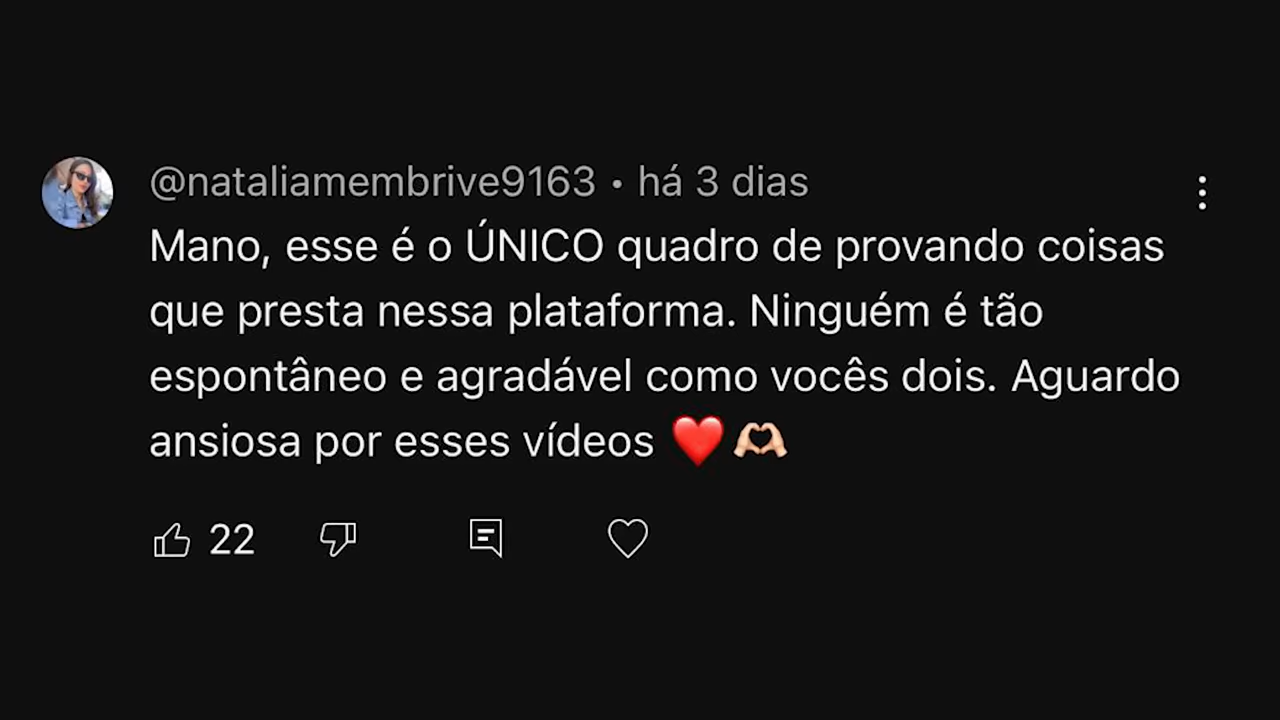 @nataliamembrive9163 • há 3 dias
Mano, esse é o ÚNICO quadro de provando coisas
que presta nessa plataforma. Ninguém é tão
espontâneo e agradável como vocês dois. Aguardo
ansiosa por esses vídeos ❤️🫶🏻
22